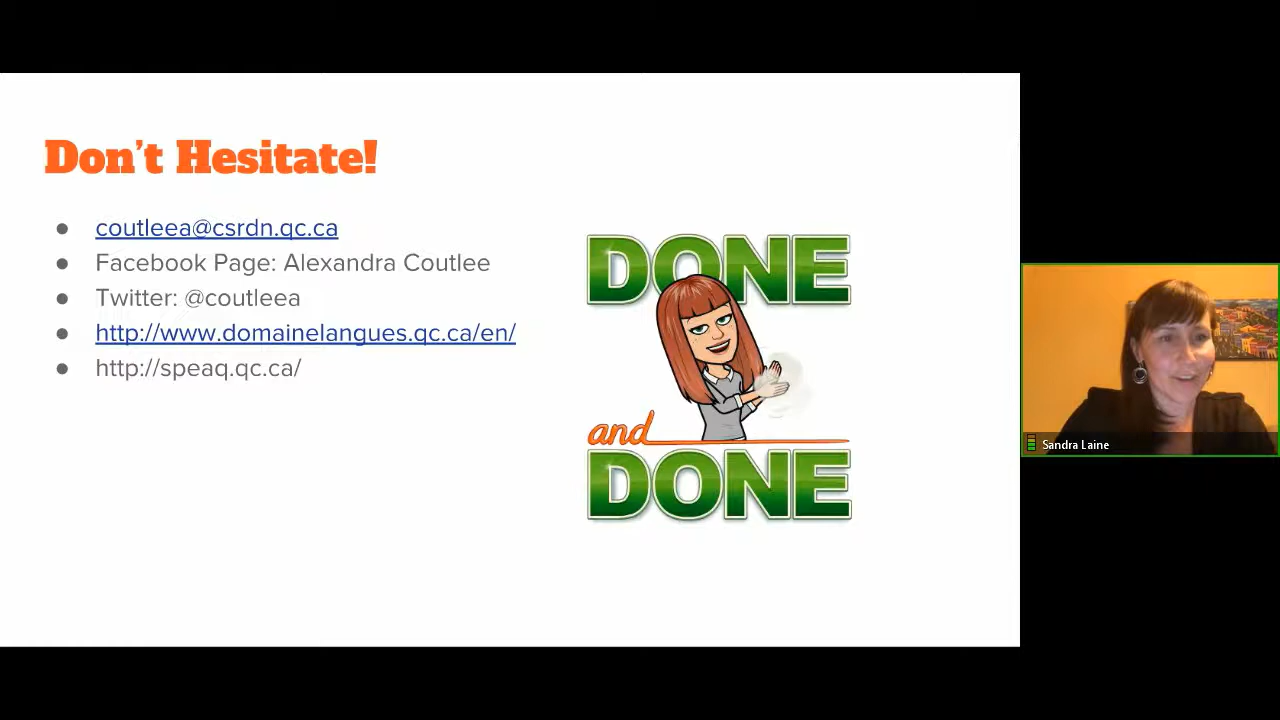 Don't Hesitate!
● coutleea@csrdn.qc.ca
● Facebook Page: Alexandra Coutlee
● Twitter: @coutleea
● http://www.domainelangues.qc.ca/en/
● http://speaq.qc.ca/
DONE
and
DONE
Sandra Laine